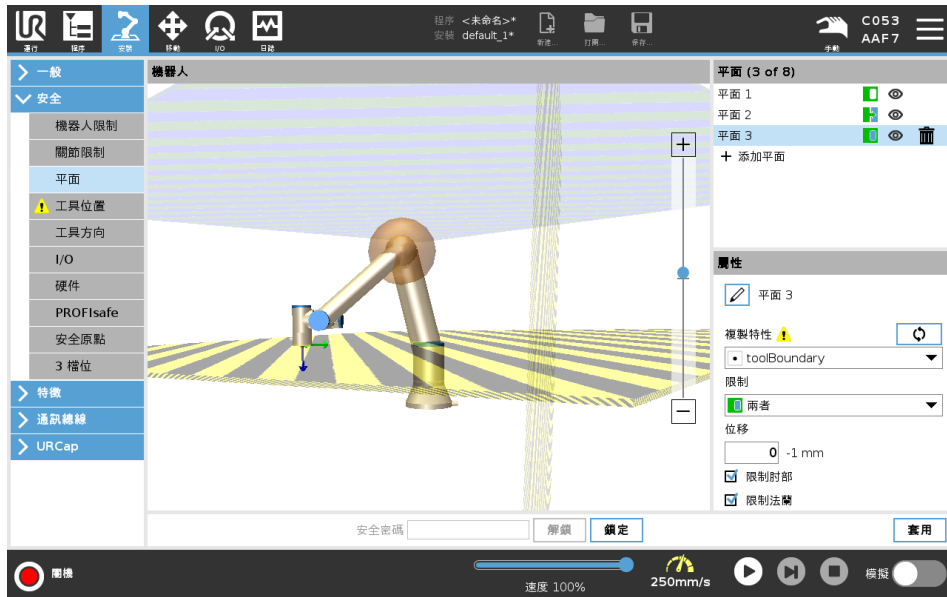 程序 <未命名>*
安裝 default_1*
運行
程序
安裝
移動
I/O
日誌
新建...
打開...
保存...
手動
C053
AAF7
一般
安全
機器人限制
關節限制
平面
工具位置
工具方向
I/O
硬件
PROFIsafe
安全原點
3 檔位
特徵
通訊總線
URCap
機器人
平面 (3 of 8)
平面 1
平面 2
平面 3
添加平面
屬性
平面 3
複製特性
toolBoundary
限制
兩者
位移
0 -1 mm
限制肘部
限制法蘭
安全密碼
解鎖
鎖定
套用
關機
速度 100%
250mm/s
模擬